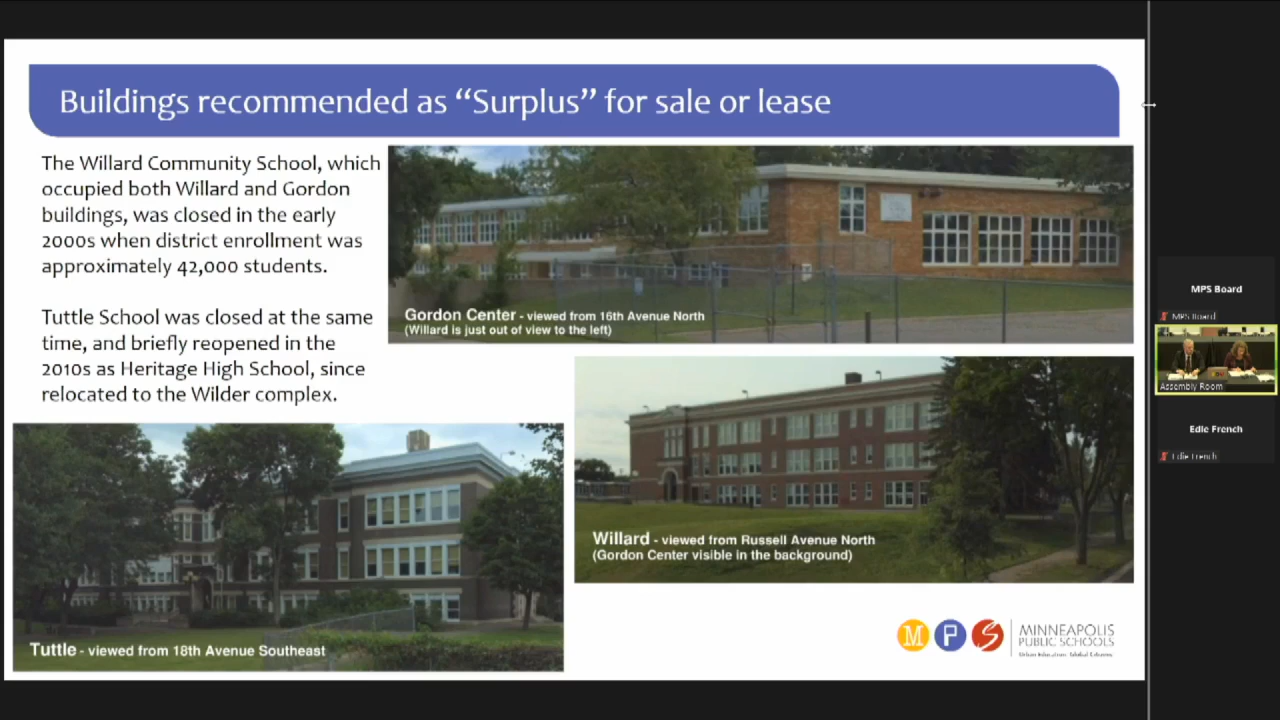 Buildings recommended as “Surplus” for sale or lease
The Willard Community School, which
occupied both Willard and Gordon
buildings, was closed in the early
2000s when district enrollment was
approximately 42,000 students.
Tuttle School was closed at the same
time, and briefly reopened in the
2010s as Heritage High School, since
relocated to the Wilder complex.
Gordon Center - viewed from 16th Avenue North
(Willard is just out of view to the left)
Willard - viewed from Russell Avenue North
(Gordon Center visible in the background)
Tuttle - viewed from 18th Avenue Southeast
M P S
MINNEAPOLIS
PUBLIC SCHOOLS
Urban Education. Global Citizens.
MPS Board
MPS Board
Assembly Room
Edie French
Edie French